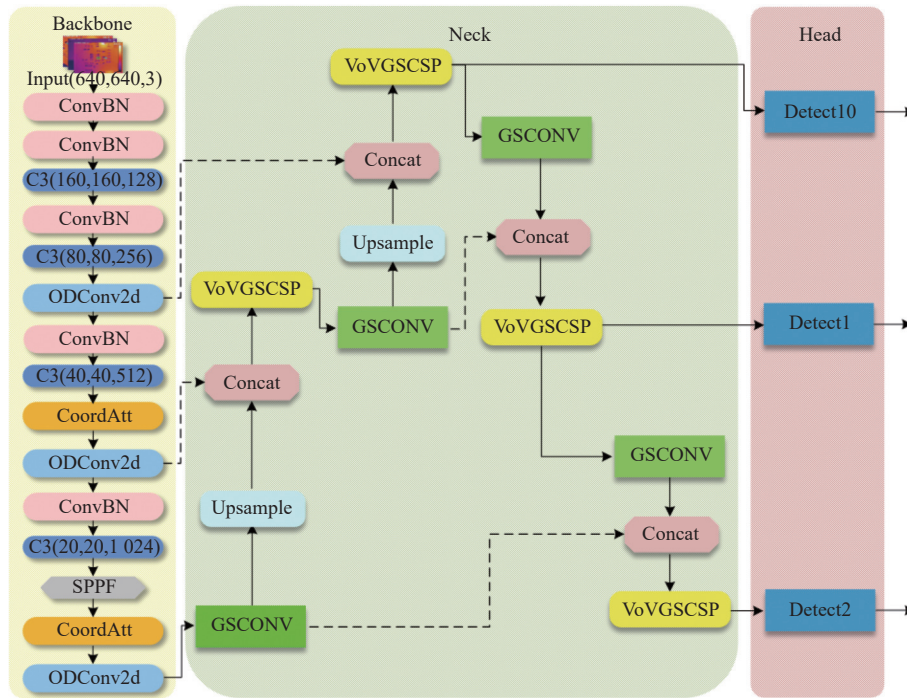 Backbone
Input(640,640,3)
ConvBN
ConvBN
C3(160,160,128)
ConvBN
C3(80,80,256)
ODConv2d
ConvBN
C3(40,40,512)
CoordAtt
ODConv2d
ConvBN
C3(20,20,1 024)
SPPF
CoordAtt
ODConv2d
Neck
VoVGSCSP
GSCONV
Concat
Concat
Upsample
VoVGSCSP
GSCONV
VoVGSCSP
Concat
GSCONV
Upsample
Concat
GSCONV
VoVGSCSP
Head
Detect10
Detect1
Detect2